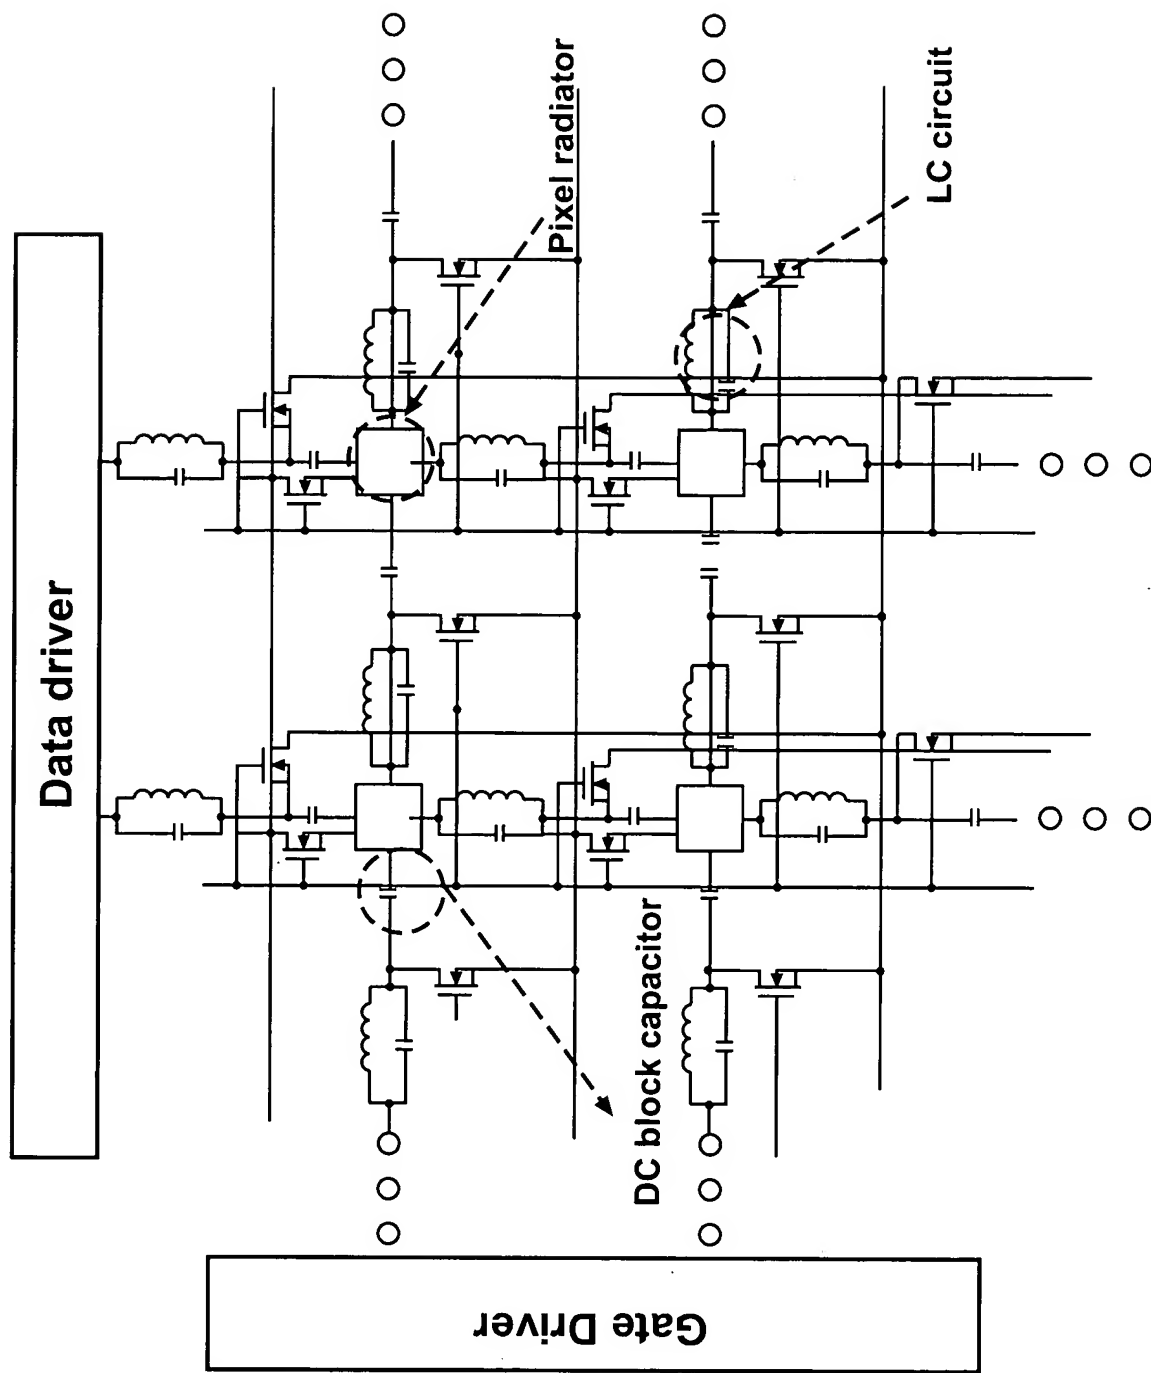 Data driver
Pixel radiator
LC circuit
DC block capacitor
Gate Driver